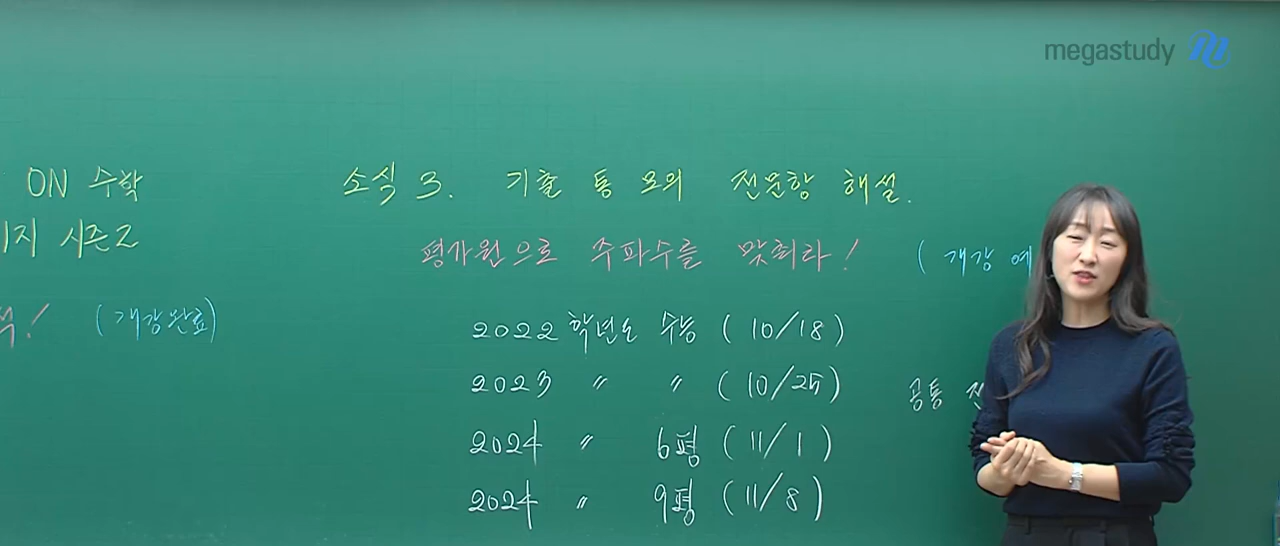 megastudy
ON 수학
지 시즌2
(개강완료)
소식 3. 기출 통 모의 전문항 해설.
평가원으로 주파수를 맞춰라!
(개강 예
2022 학년도 수능 (10/18)
2023 〃 〃 (10/25)
2024 〃 6평 (11/1)
2024 〃 9평 (11/8)
공통 전